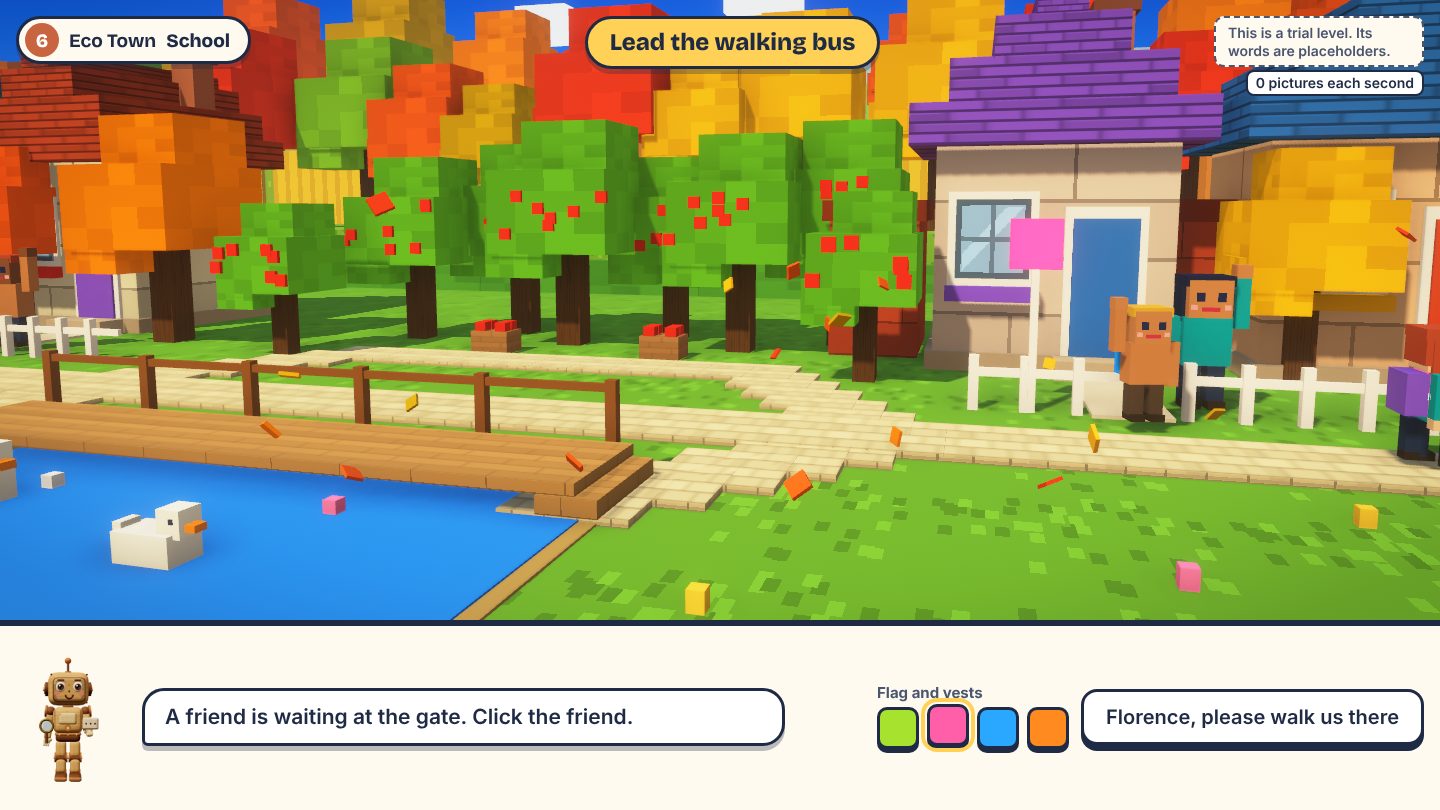 6 Eco Town School
Lead the walking bus
This is a trial level. Its
words are placeholders.
0 pictures each second
A friend is waiting at the gate. Click the friend.
Flag and vests
Florence, please walk us there